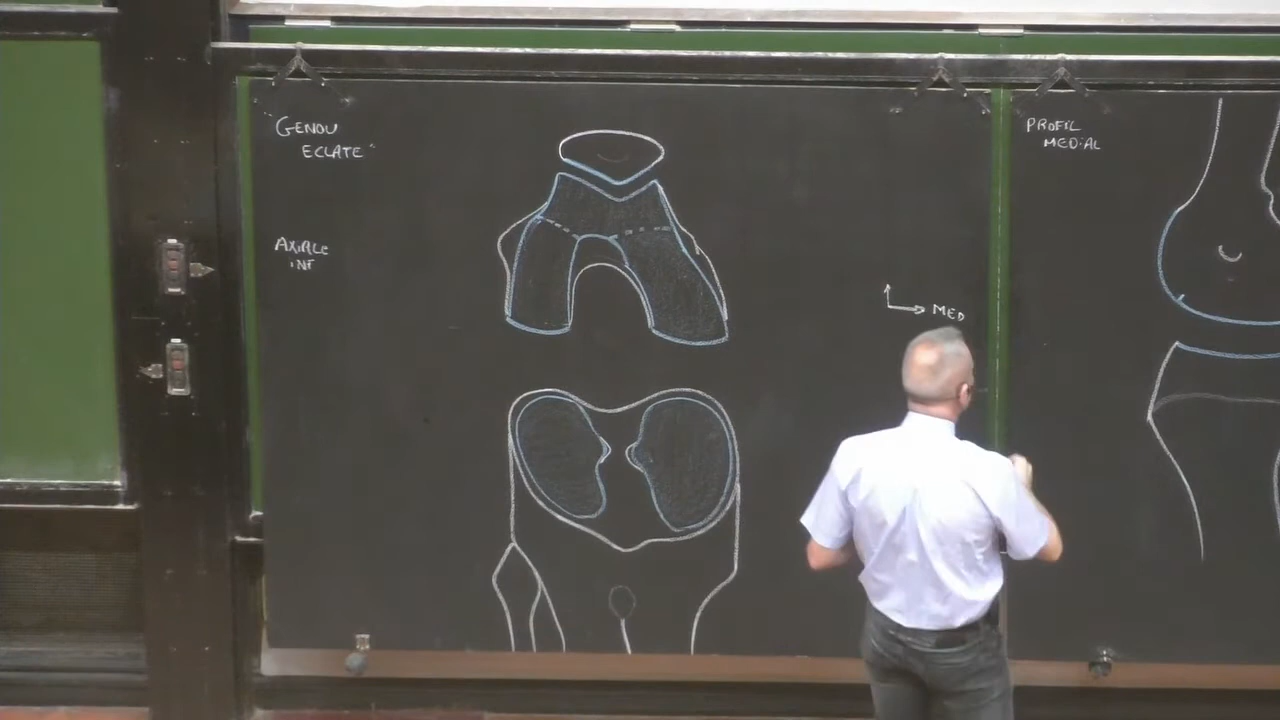 "GENOU
ECLATE"
AXIALE
INF
MED
PROFIL
MEDIAL